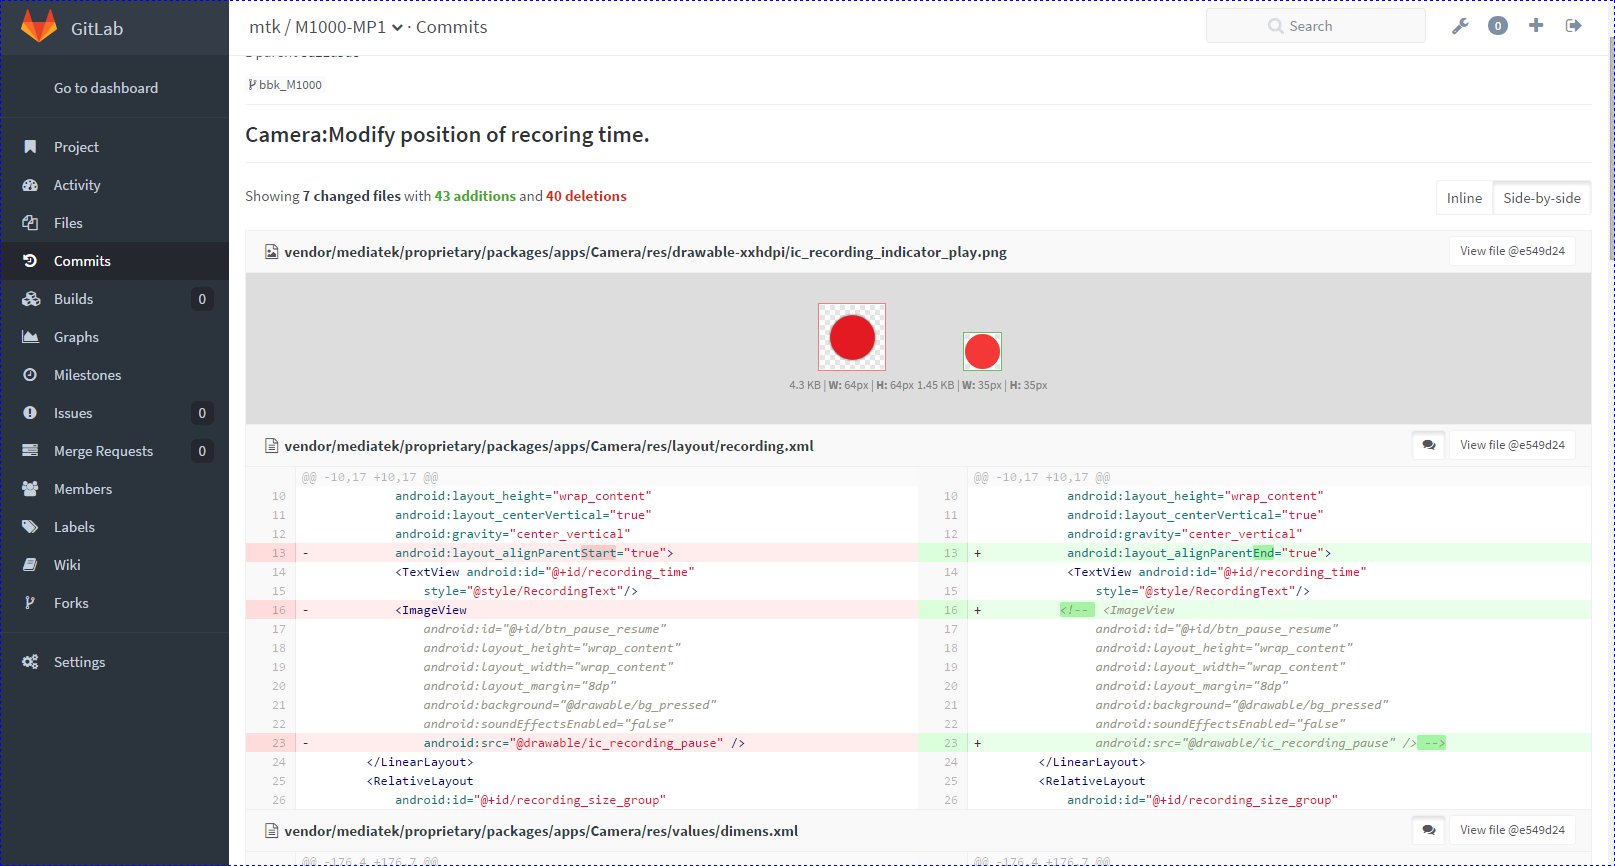 GitLab
mtk / M1000-MP1 · Commits
Search
0
Go to dashboard
Project
Activity
Files
Commits
Builds 0
Graphs
Milestones
Issues 0
Merge Requests 0
Members
Labels
Wiki
Forks
Settings
bbk_M1000
Camera:Modify position of recoring time.
Showing 7 changed files with 43 additions and 40 deletions
Inline Side-by-side
vendor/mediatek/proprietary/packages/apps/Camera/res/drawable-xxhdpi/ic_recording_indicator_play.png
View file @e549d24
4.3 KB | W: 64px | H: 64px 1.45 KB | W: 35px | H: 35px
vendor/mediatek/proprietary/packages/apps/Camera/res/layout/recording.xml
View file @e549d24
@@ -10,17 +10,17 @@
10 android:layout_height="wrap_content"
11 android:layout_centerVertical="true"
12 android:gravity="center_vertical"
13 - android:layout_alignParentStart="true">
14 <TextView android:id="@+id/recording_time"
15 style="@style/RecordingText"/>
16 - <ImageView
17 android:id="@+id/btn_pause_resume"
18 android:layout_height="wrap_content"
19 android:layout_width="wrap_content"
20 android:layout_margin="8dp"
21 android:background="@drawable/bg_pressed"
22 android:soundEffectsEnabled="false"
23 - android:src="@drawable/ic_recording_pause" />
24 </LinearLayout>
25 <RelativeLayout
26 android:id="@+id/recording_size_group"
@@ -10,17 +10,17 @@
10 android:layout_height="wrap_content"
11 android:layout_centerVertical="true"
12 android:gravity="center_vertical"
13 + android:layout_alignParentEnd="true">
14 <TextView android:id="@+id/recording_time"
15 style="@style/RecordingText"/>
16 + <!-- <ImageView
17 android:id="@+id/btn_pause_resume"
18 android:layout_height="wrap_content"
19 android:layout_width="wrap_content"
20 android:layout_margin="8dp"
21 android:background="@drawable/bg_pressed"
22 android:soundEffectsEnabled="false"
23 + android:src="@drawable/ic_recording_pause" /> -->
24 </LinearLayout>
25 <RelativeLayout
26 android:id="@+id/recording_size_group"
vendor/mediatek/proprietary/packages/apps/Camera/res/values/dimens.xml
View file @e549d24
@@ -176,4 +176,7 @@
@@ -176,4 +176,7 @@